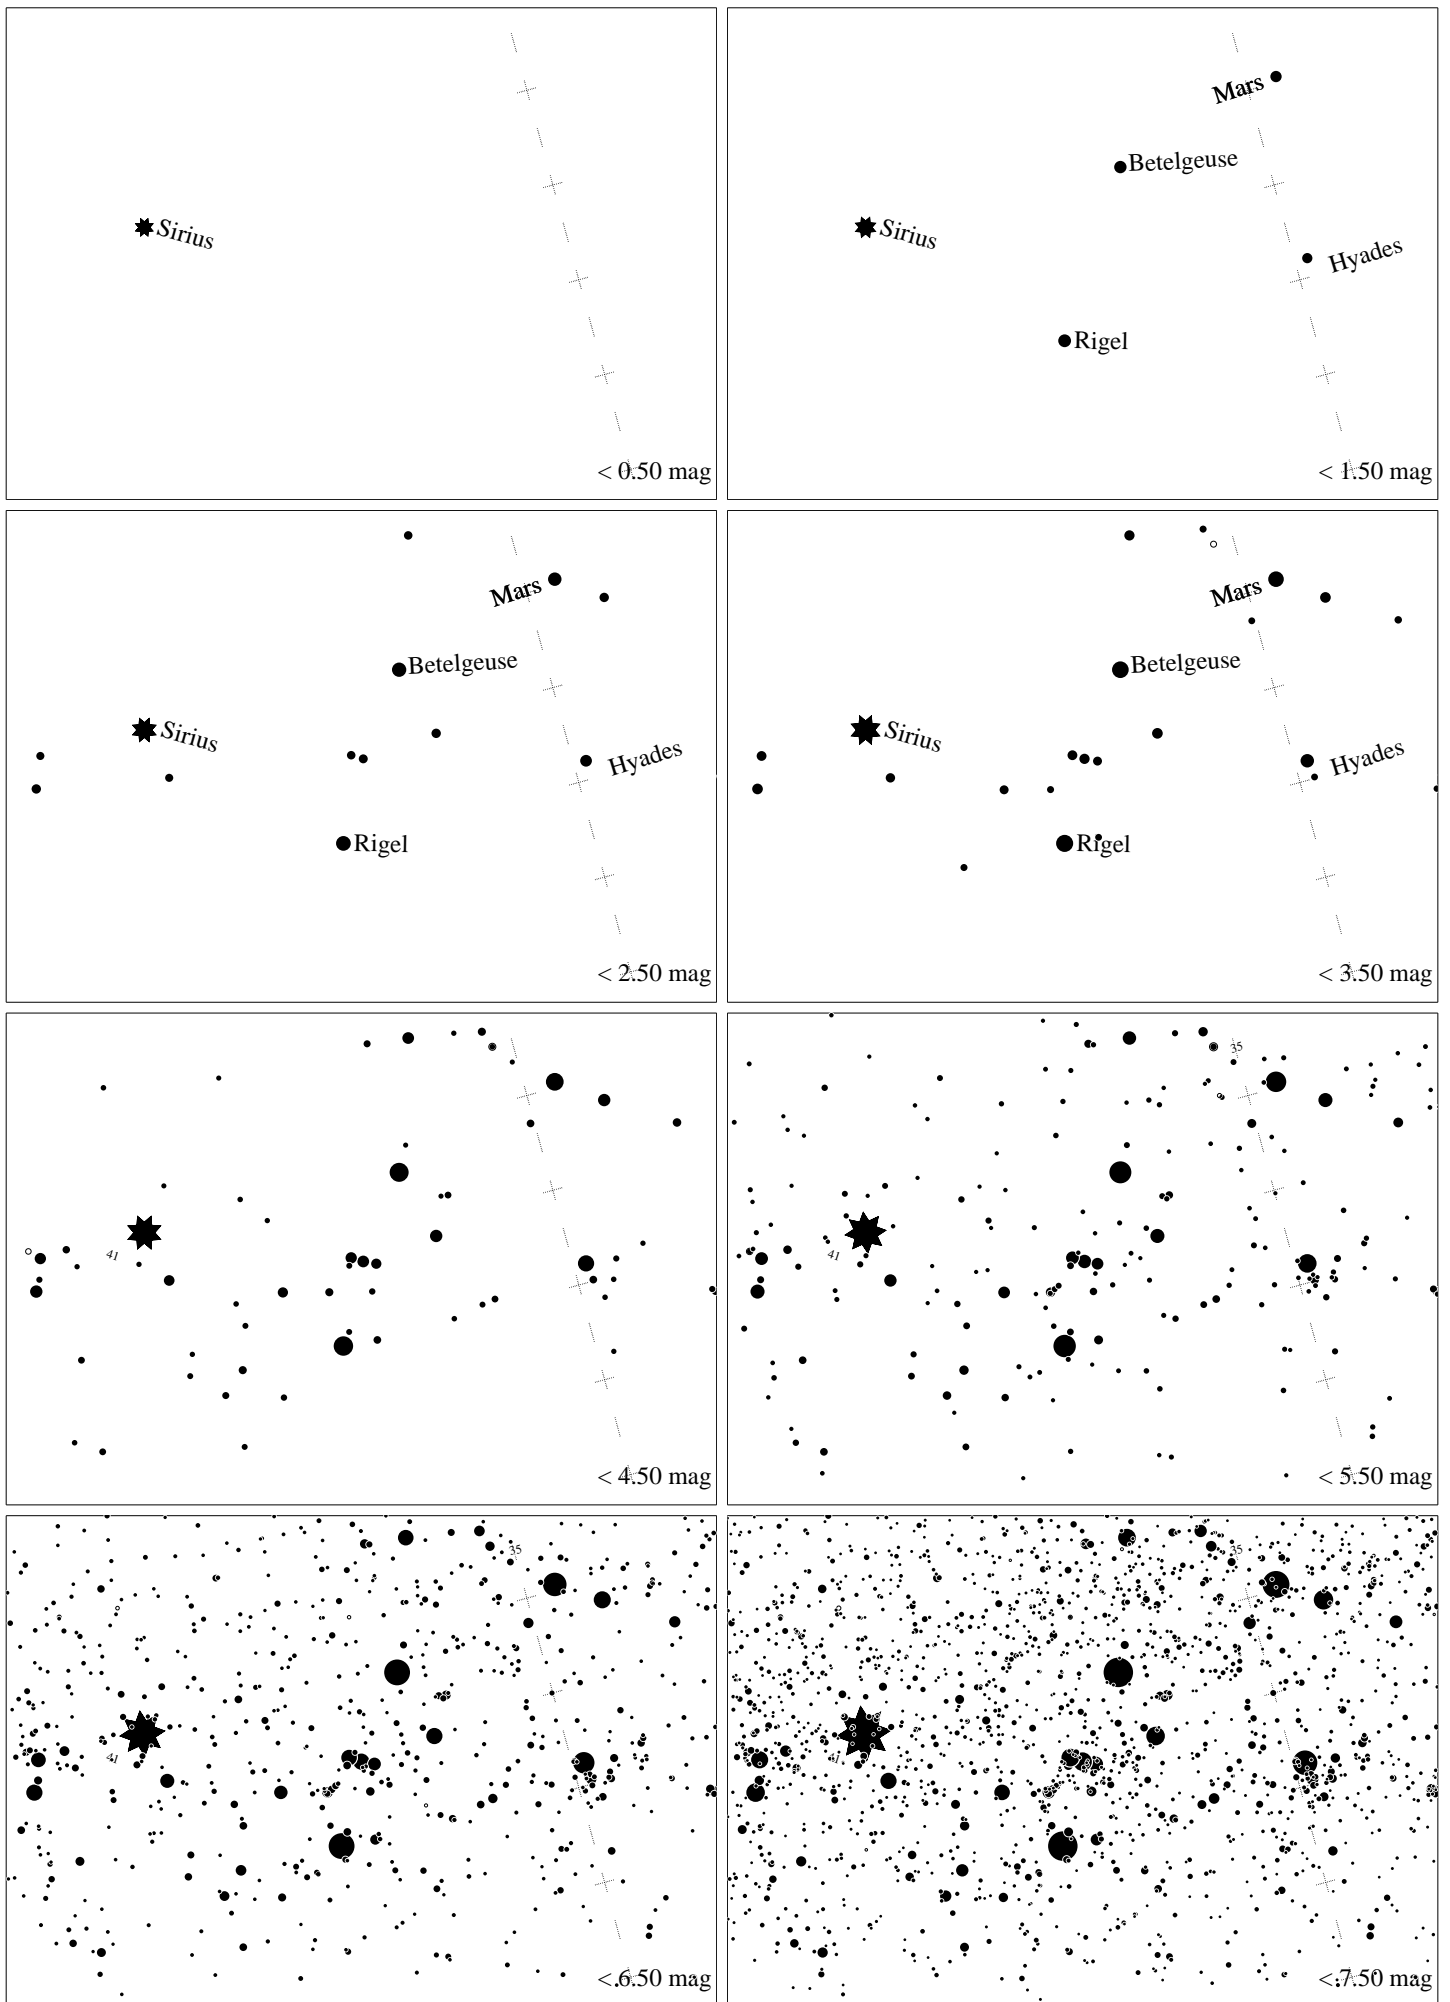 Sirius
< 0.50 mag
Mars
Betelgeuse
Sirius
Hyades
Rigel
< 1.50 mag
Mars
Betelgeuse
Sirius
Hyades
Rigel
< 2.50 mag
Mars
Betelgeuse
Sirius
Hyades
Rigel
< 3.50 mag
41
< 4.50 mag
35
41
< 5.50 mag
35
41
< 6.50 mag
35
41
< 7.50 mag